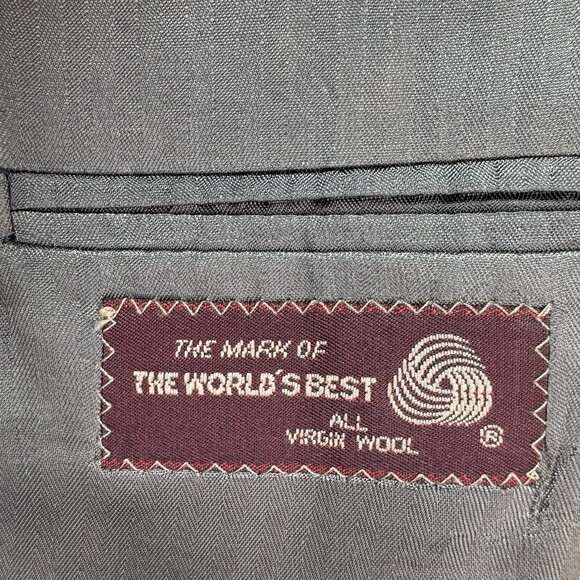 THE MARK OF
THE WORLD'S BEST
ALL
VIRGIN WOOL
®